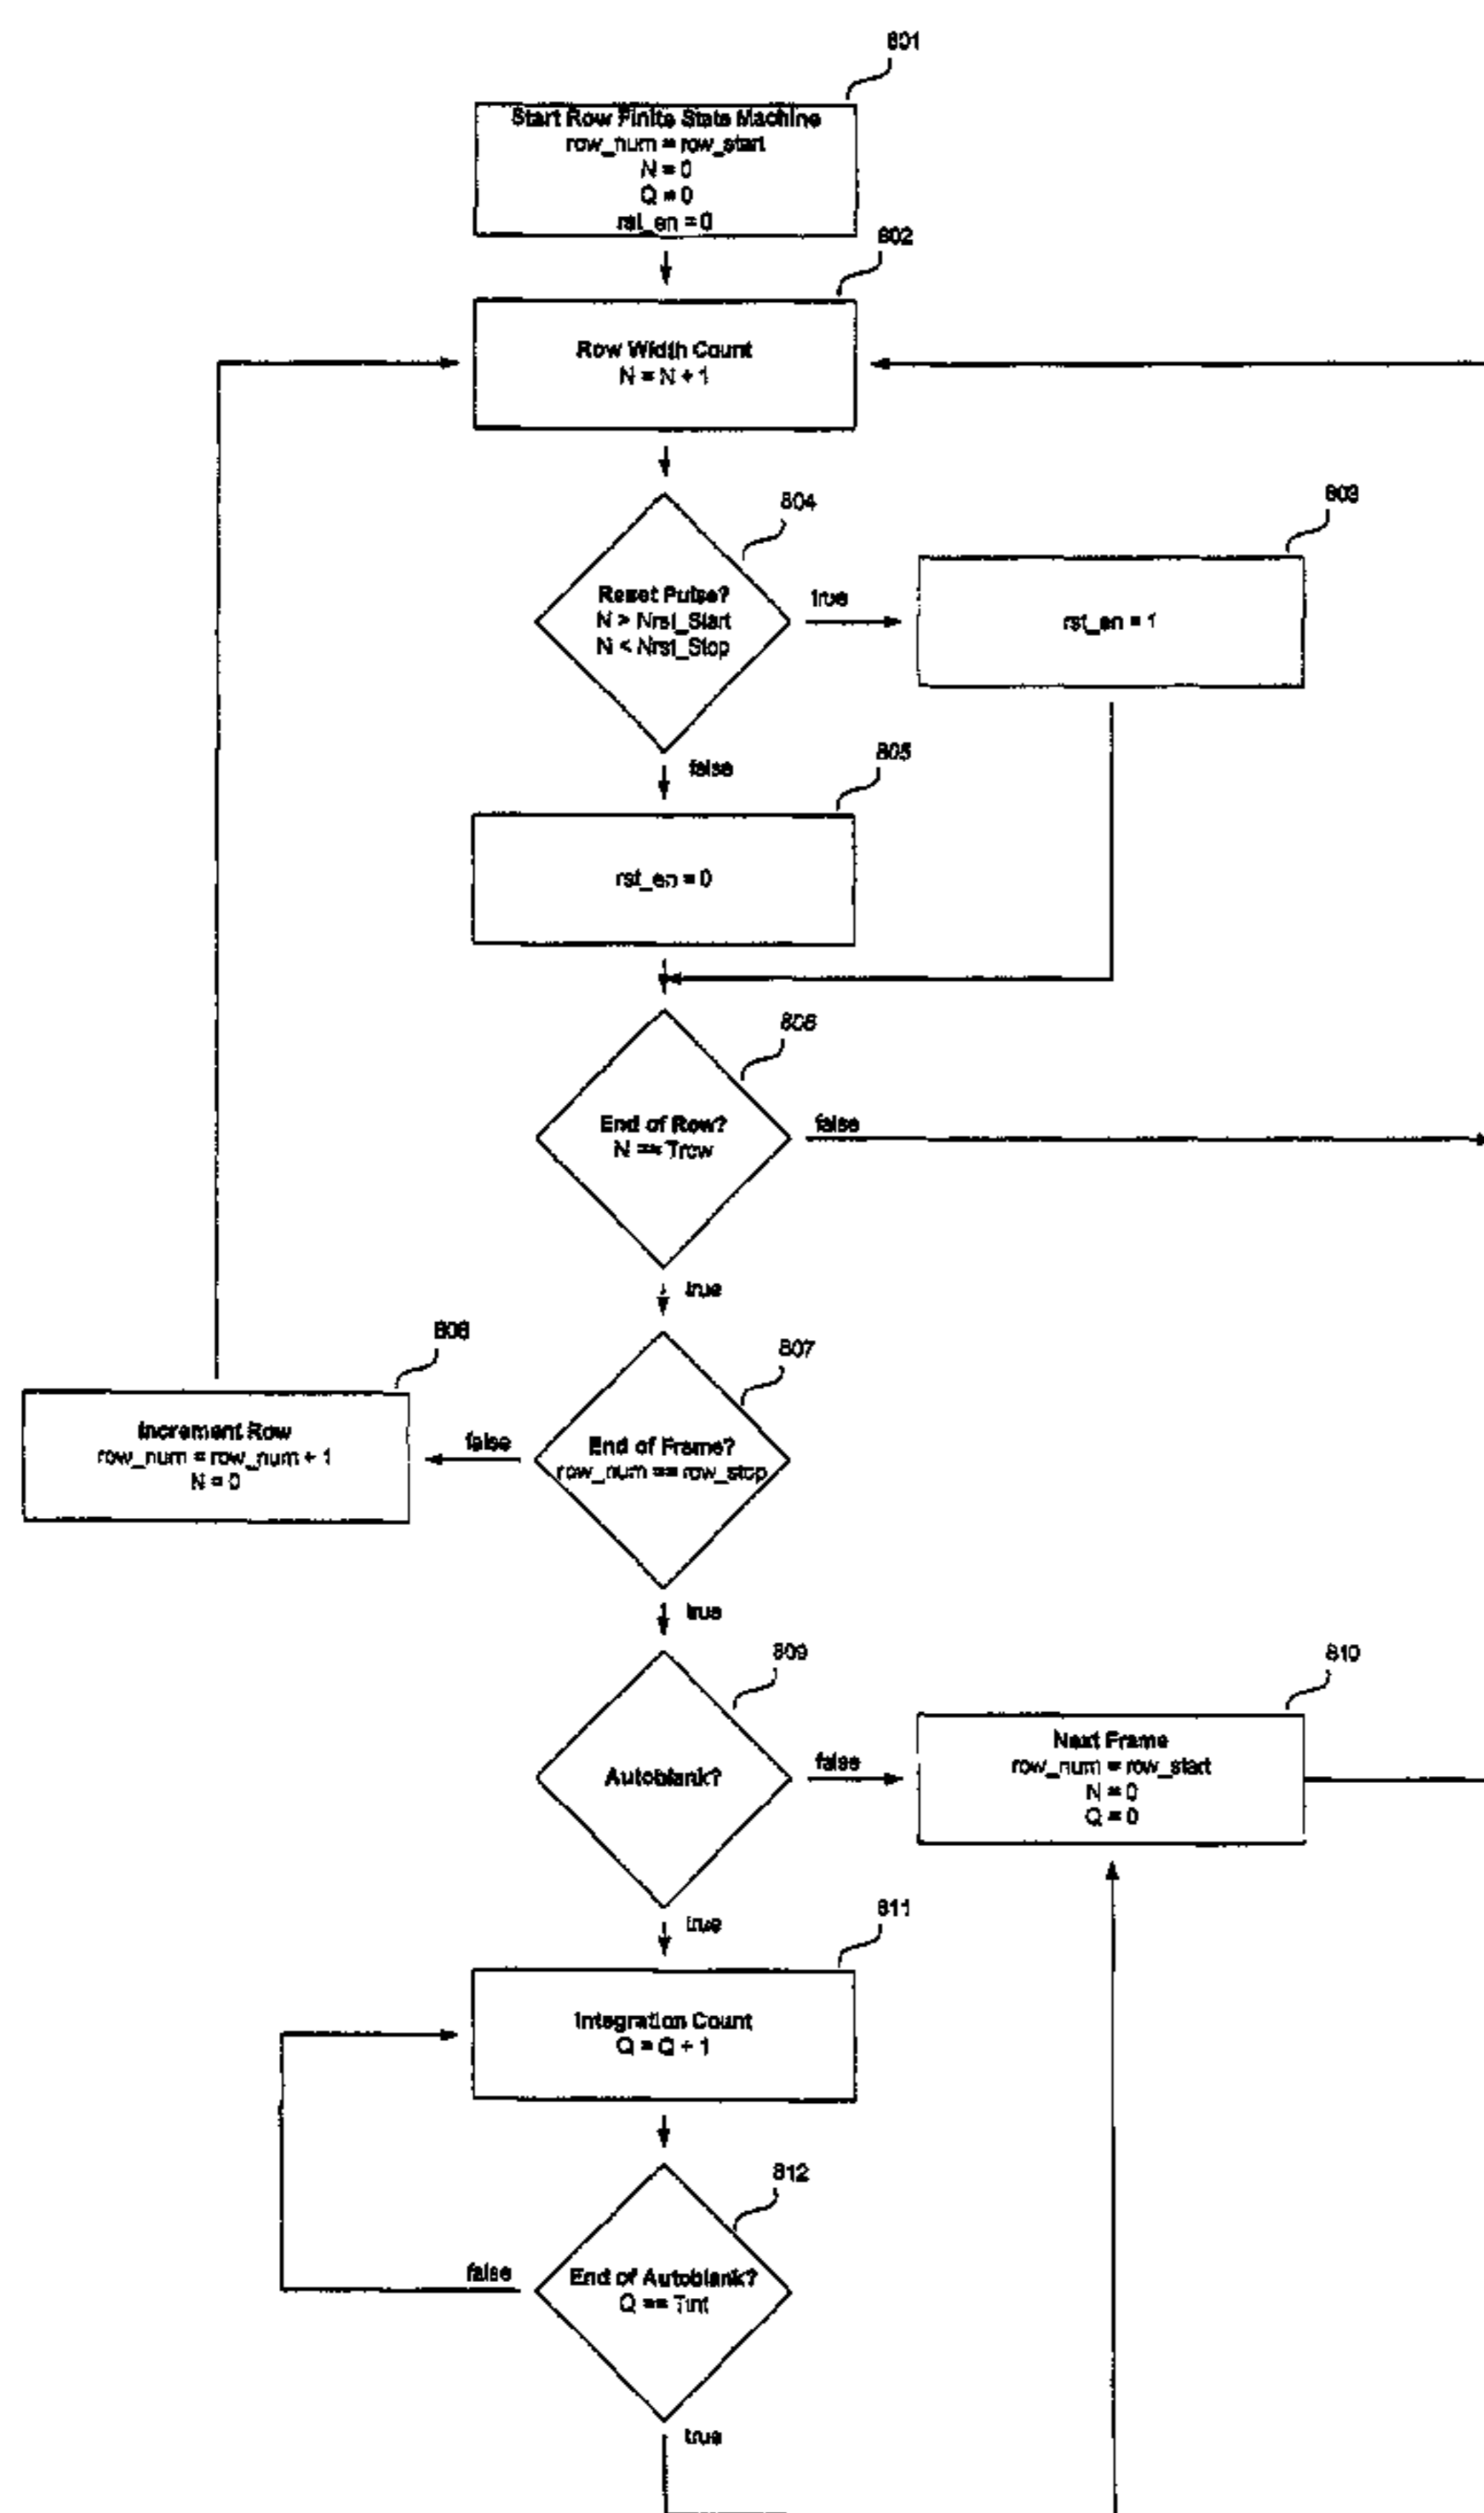 801
Start Row Finite State Machine
row_num = row_start
N = 0
Q = 0
rst_en = 0
802
Row Width Count
N = N + 1
804
803
Reset Pulse?
N > Nrst_Start
N < Nrst_Stop
true
rst_en = 1
false
805
rst_en = 0
806
End of Row?
N == Trow
false
true
808
807
Increment Row
row_num = row_num + 1
N = 0
false
End of Frame?
row_num == row_stop
true
809
810
Autoblank?
false
Next Frame
row_num = row_start
N = 0
Q = 0
true
811
Integration Count
Q = Q + 1
812
false
End of Autoblank?
Q == Tint
true